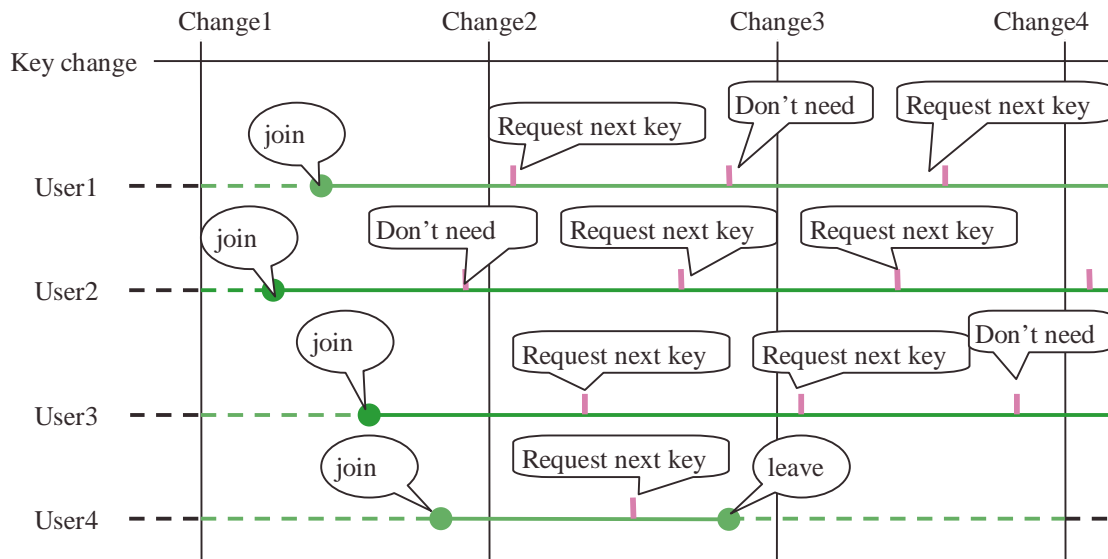 Change1
Change2
Change3
Change4
Key change
join
Request next key
Don’t need
Request next key
User1
join
Don’t need
Request next key
Request next key
User2
join
Request next key
Request next key
Don’t need
User3
join
Request next key
leave
User4